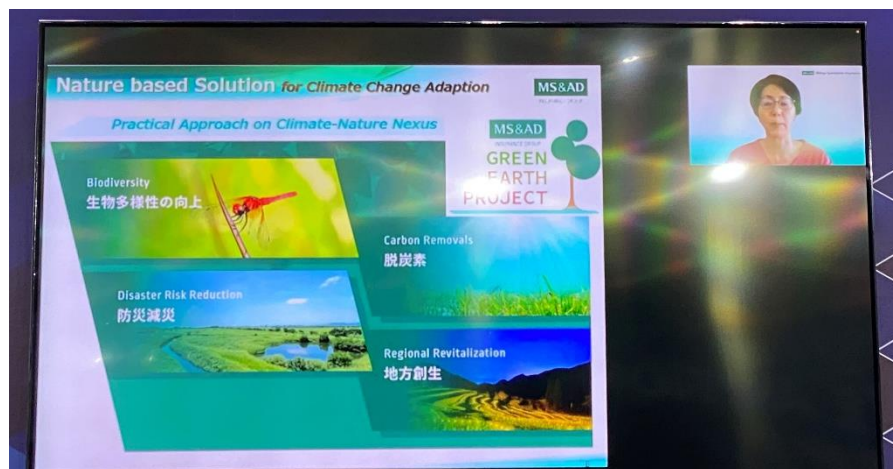 Nature based Solution for Climate Change Adaption
MS&AD
Practical Approach on Climate-Nature Nexus
MS&AD
INSURANCE GROUP
GREEN
EARTH
PROJECT
Biodiversity
生物多様性の向上
Carbon Removals
脱炭素
Disaster Risk Reduction
防災減災
Regional Revitalization
地方創生